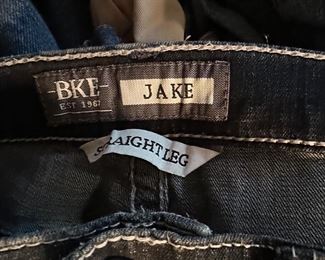 -BKE-
EST 1967
JAKE
STRAIGHT LEG